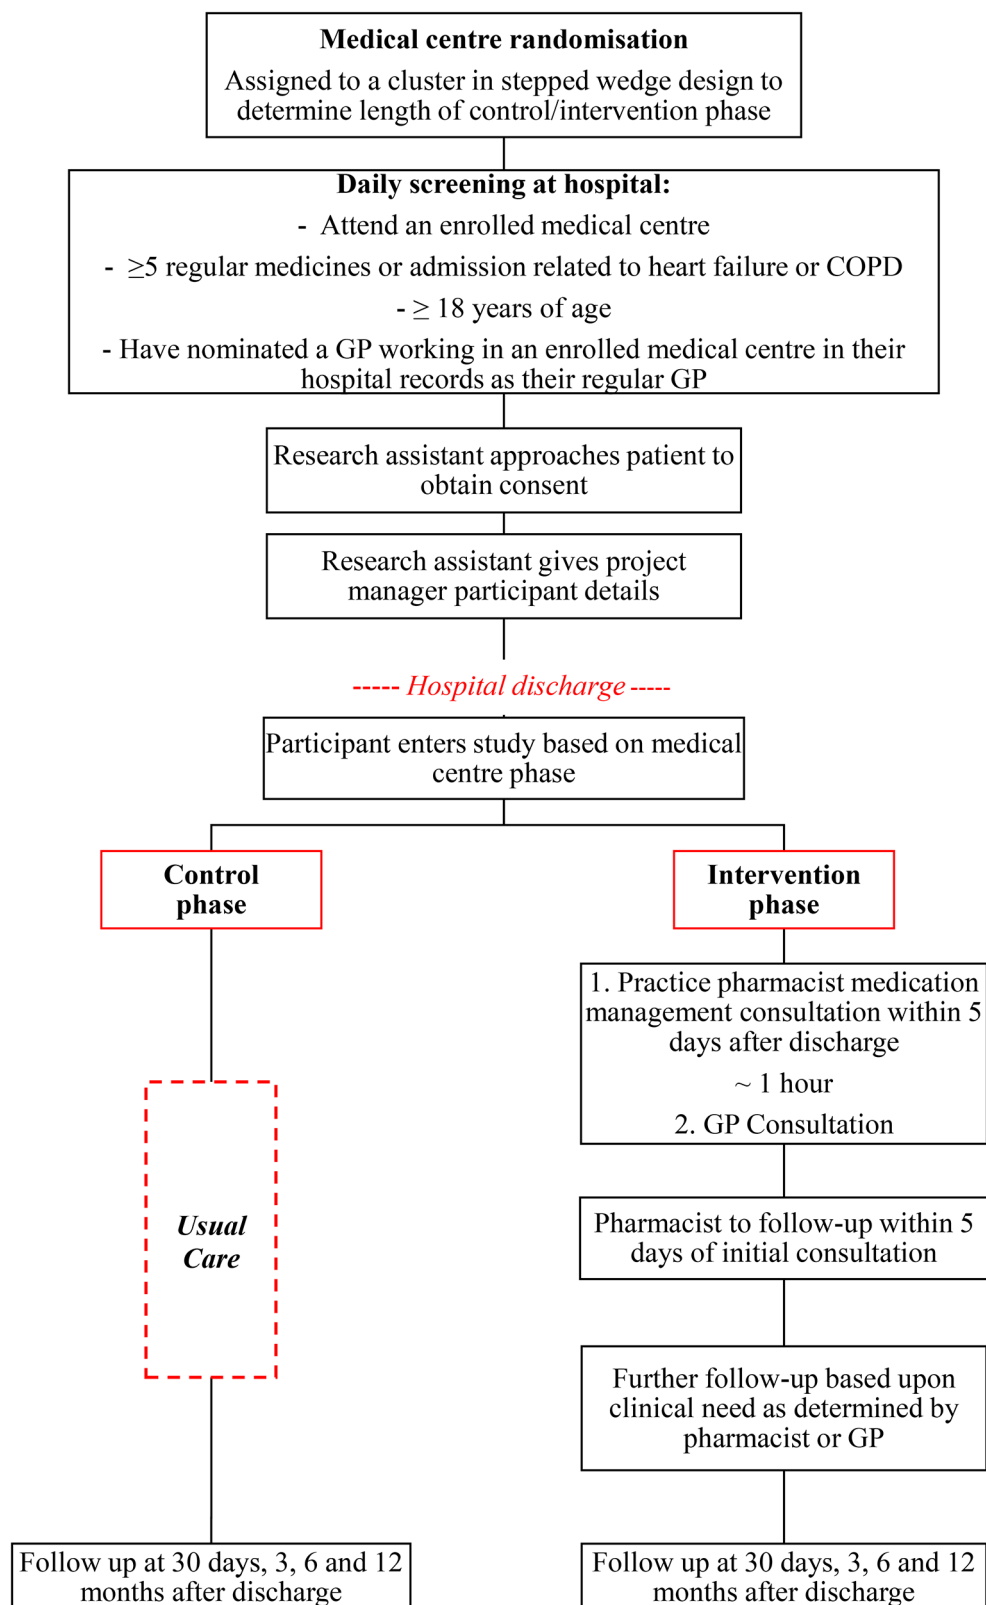 Medical centre randomisation
Assigned to a cluster in stepped wedge design to
determine length of control/intervention phase
Daily screening at hospital:
- Attend an enrolled medical centre
- ≥5 regular medicines or admission related to heart failure or COPD
- ≥ 18 years of age
- Have nominated a GP working in an enrolled medical centre in their
hospital records as their regular GP
Research assistant approaches patient to
obtain consent
Research assistant gives project
manager participant details
----- Hospital discharge -----
Participant enters study based on medical
centre phase
Control
phase
Usual
Care
Follow up at 30 days, 3, 6 and 12
months after discharge
Intervention
phase
1. Practice pharmacist medication
management consultation within 5
days after discharge
~ 1 hour
2. GP Consultation
Pharmacist to follow-up within 5
days of initial consultation
Further follow-up based upon
clinical need as determined by
pharmacist or GP
Follow up at 30 days, 3, 6 and 12
months after discharge